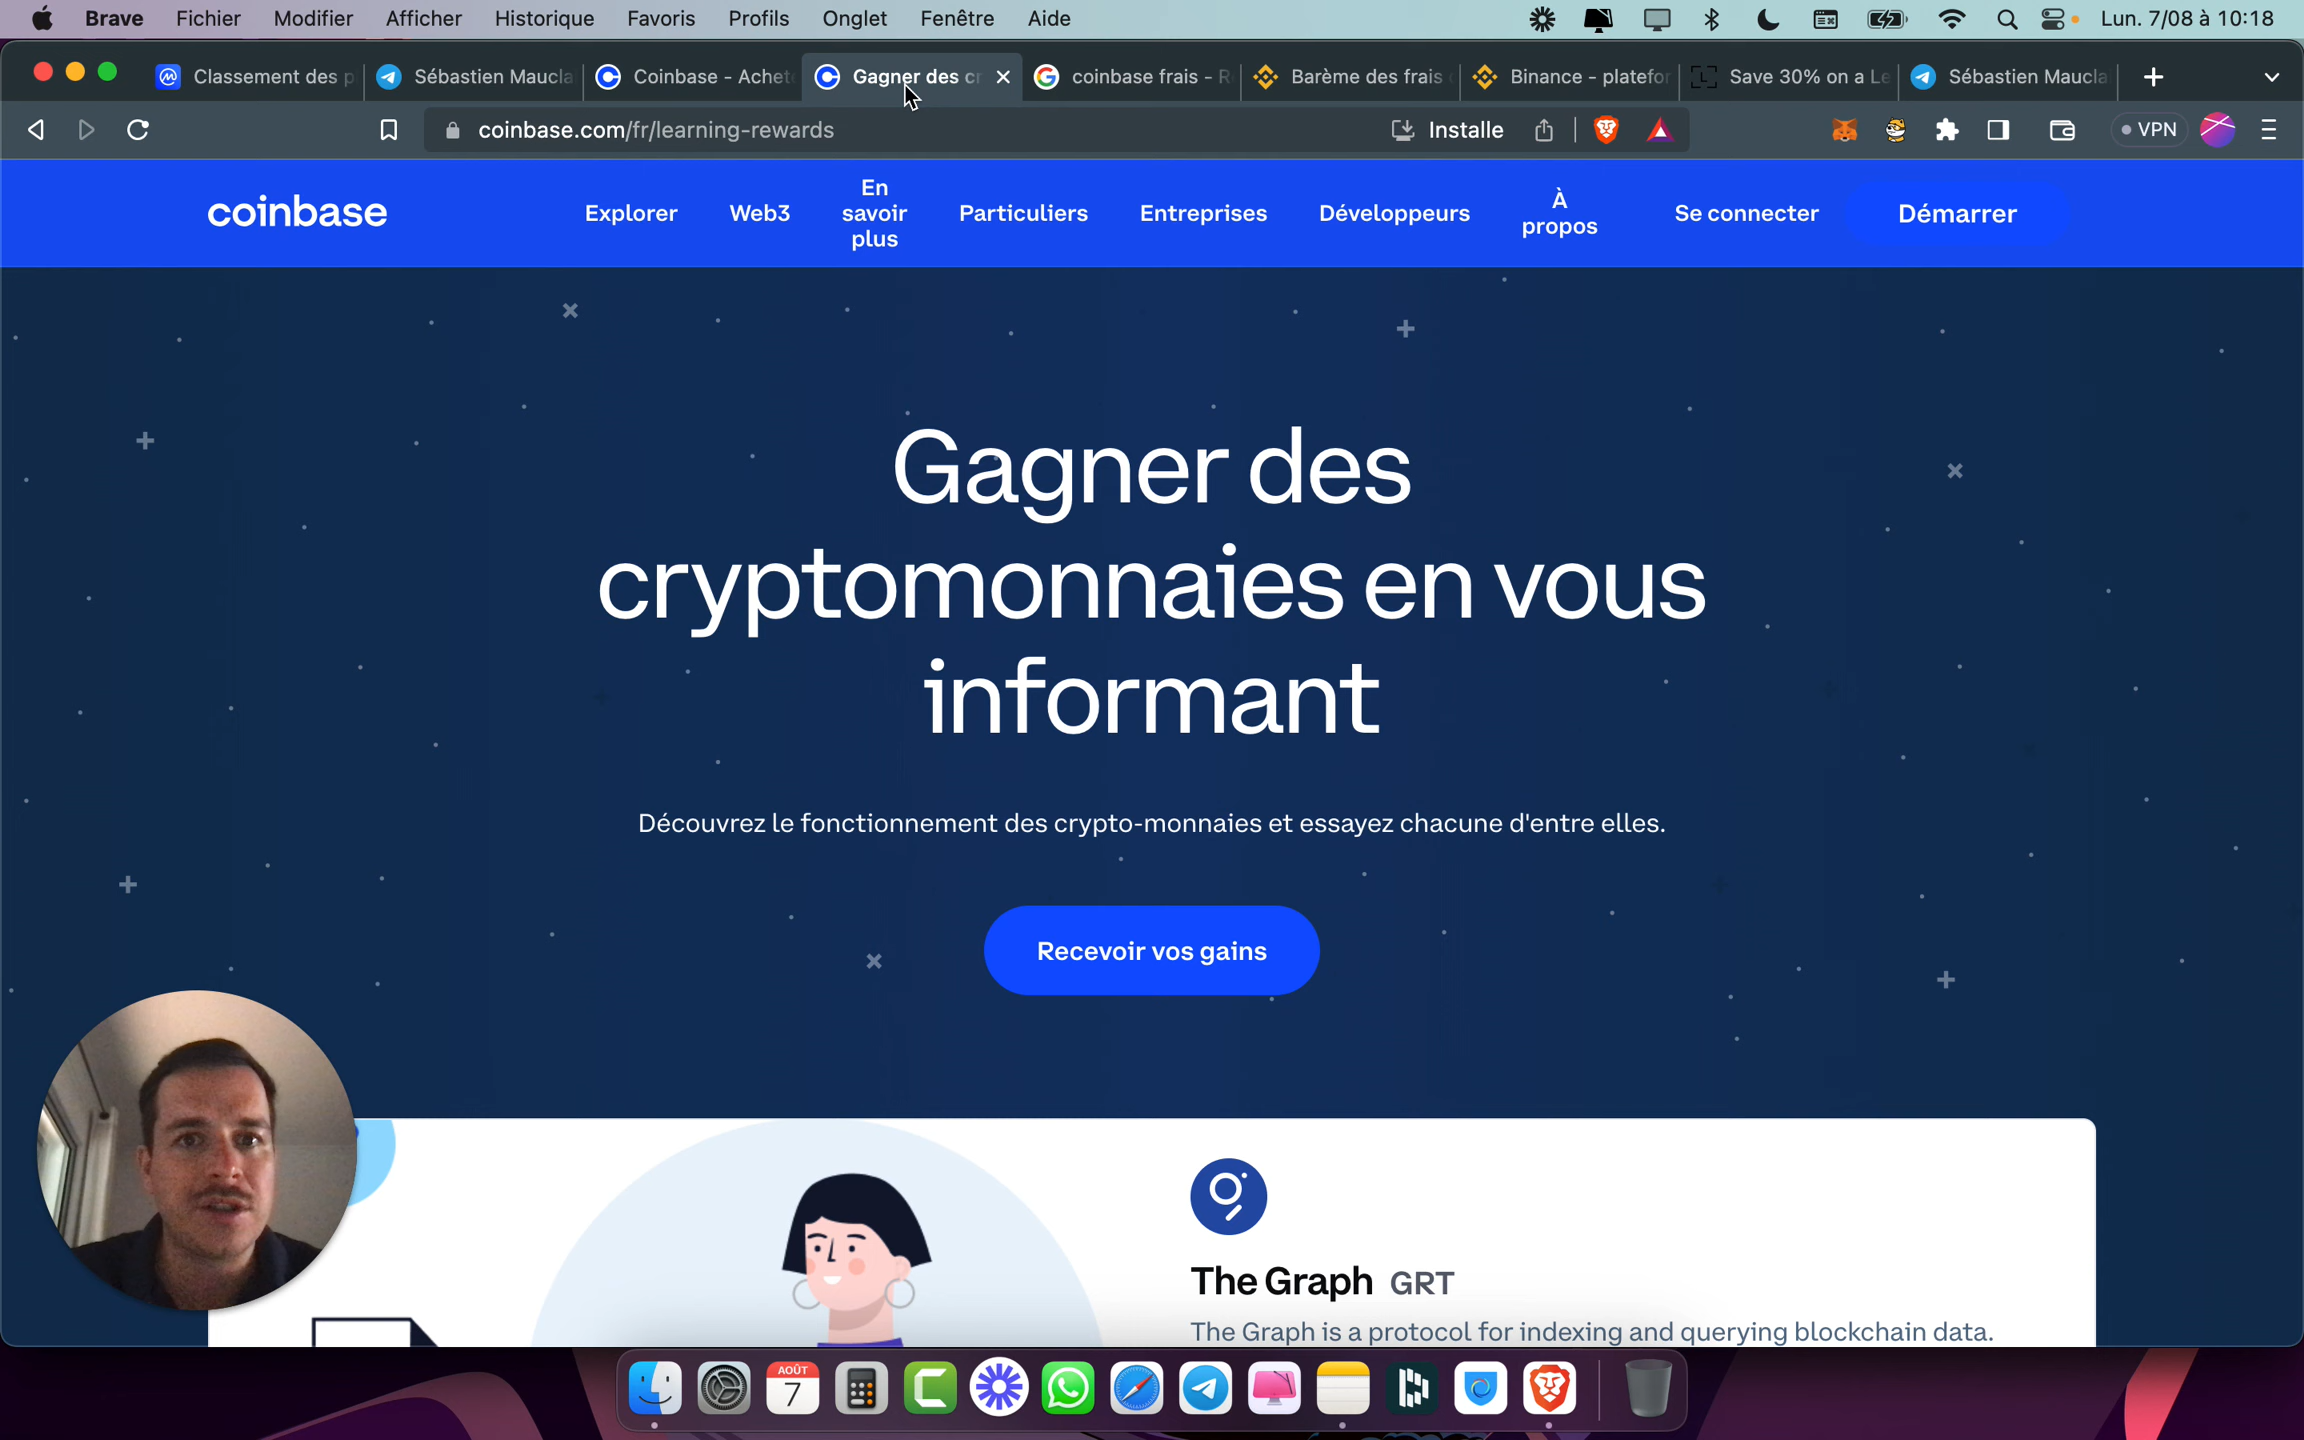 Brave Fichier Modifier Afficher Historique Favoris Profils Onglet Fenêtre Aide Lun. 7/08 à 10:18
Classement des p Sébastien Maucla Coinbase - Achet Gagner des cr coinbase frais - R Barème des frais Binance - platefor Save 30% on a Le Sébastien Maucla
coinbase.com/fr/learning-rewards Installe VPN
coinbase Explorer Web3 En savoir plus Particuliers Entreprises Développeurs À propos Se connecter Démarrer
Gagner des
cryptomonnaies en vous
informant
Découvrez le fonctionnement des crypto-monnaies et essayez chacune d'entre elles.
Recevoir vos gains
The Graph GRT
The Graph is a protocol for indexing and querying blockchain data.
AOÛT
7